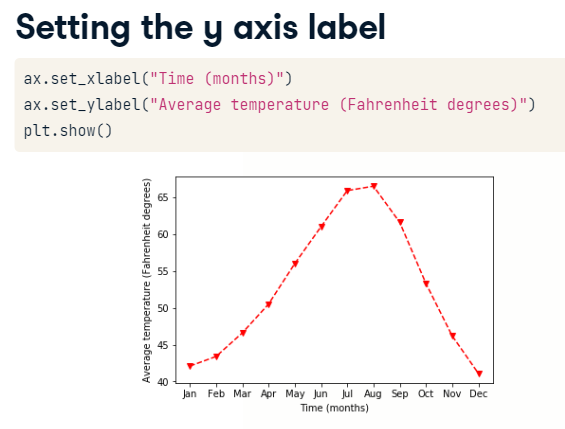 Setting the y axis label
ax.set_xlabel("Time (months)")
ax.set_ylabel("Average temperature (Fahrenheit degrees)")
plt.show()
Average temperature (Fahrenheit degrees)
65
60
55
50
45
40
Jan Feb Mar Apr May Jun Jul Aug Sep Oct Nov Dec
Time (months)